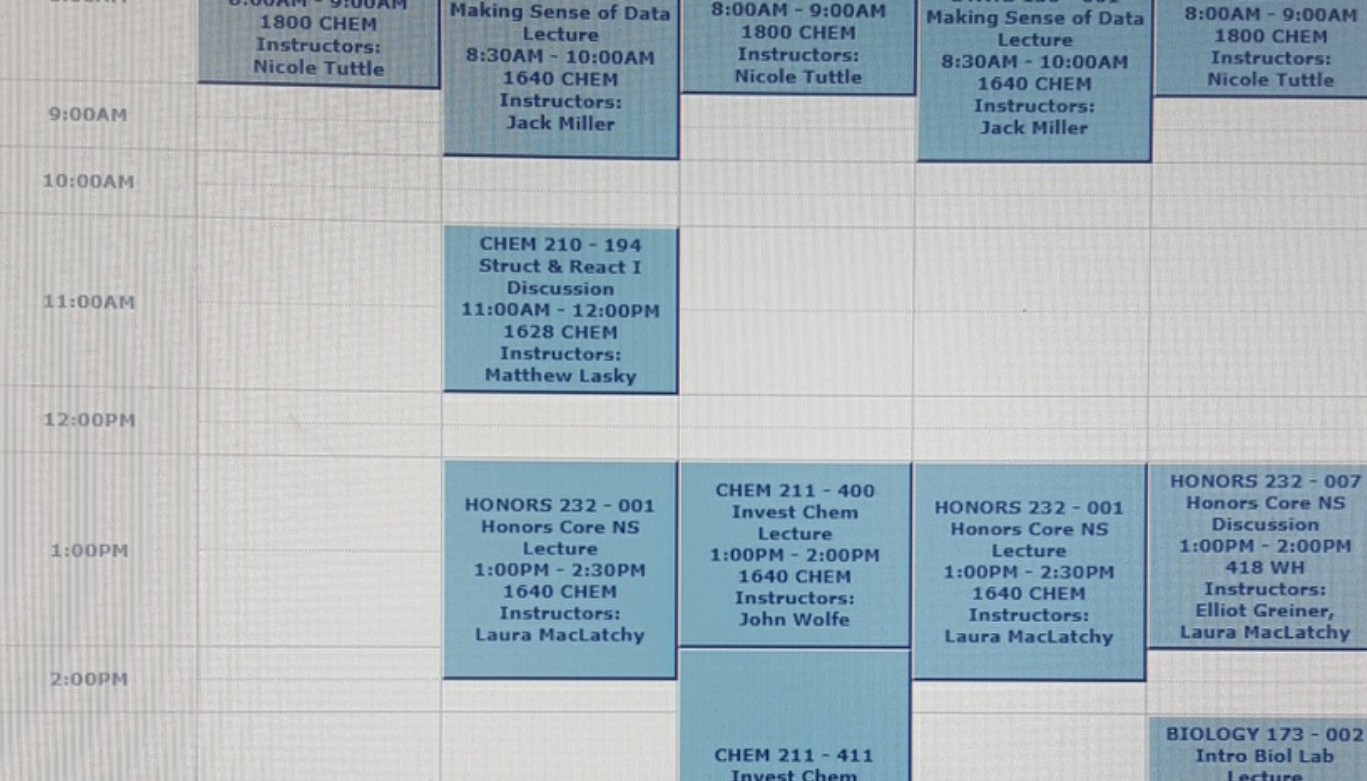 8:00AM - 9:00AM
1800 CHEM
Instructors:
Nicole Tuttle
Making Sense of Data
Lecture
8:30AM - 10:00AM
1640 CHEM
Instructors:
Jack Miller
8:00AM - 9:00AM
1800 CHEM
Instructors:
Nicole Tuttle
Making Sense of Data
Lecture
8:30AM - 10:00AM
1640 CHEM
Instructors:
Jack Miller
8:00AM - 9:00AM
1800 CHEM
Instructors:
Nicole Tuttle
9:00AM
10:00AM
11:00AM
CHEM 210 - 194
Struct & React I
Discussion
11:00AM - 12:00PM
1628 CHEM
Instructors:
Matthew Lasky
12:00PM
1:00PM
HONORS 232 - 001
Honors Core NS
Lecture
1:00PM - 2:30PM
1640 CHEM
Instructors:
Laura MacLatchy
CHEM 211 - 400
Invest Chem
Lecture
1:00PM - 2:00PM
1640 CHEM
Instructors:
John Wolfe
HONORS 232 - 001
Honors Core NS
Lecture
1:00PM - 2:30PM
1640 CHEM
Instructors:
Laura MacLatchy
HONORS 232 - 007
Honors Core NS
Discussion
1:00PM - 2:00PM
418 WH
Instructors:
Elliot Greiner,
Laura MacLatchy
2:00PM
CHEM 211 - 411
Invest Chem
BIOLOGY 173 - 002
Intro Biol Lab
Lecture